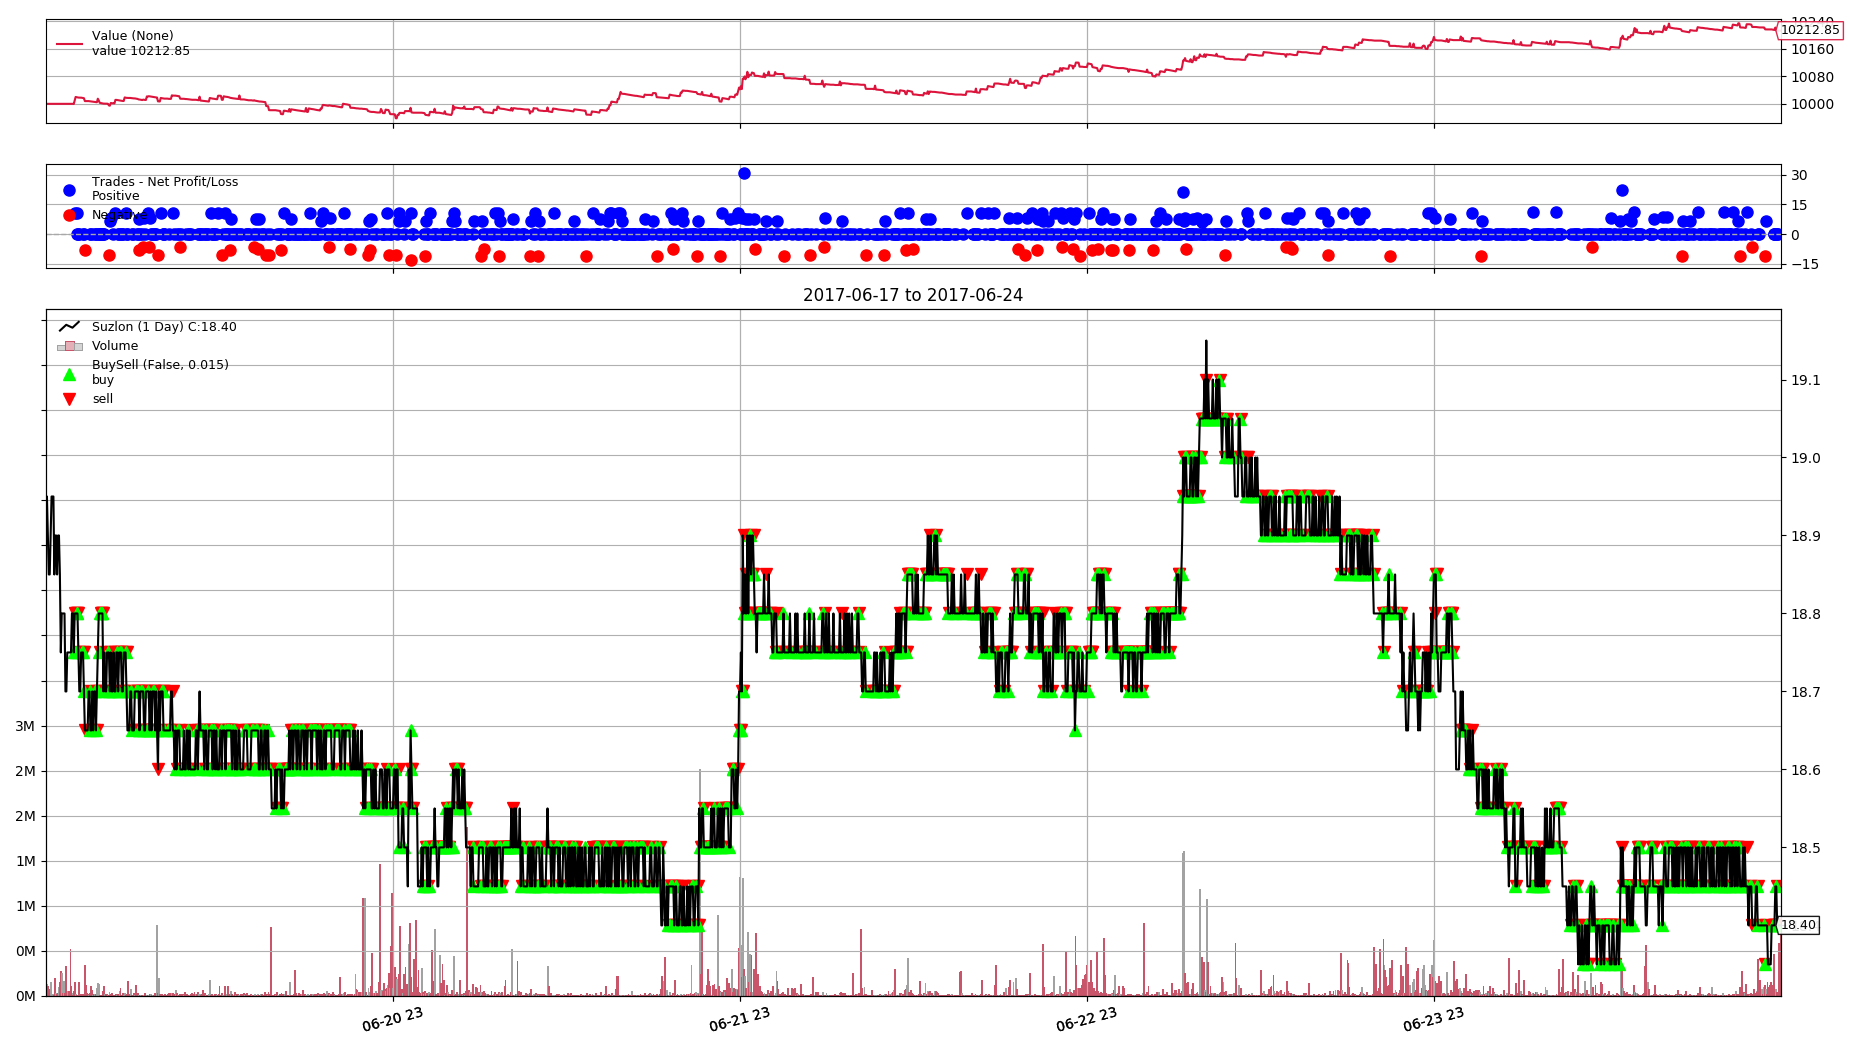 Value (None)
value 10212.85
10240
10212.85
10160
10080
10000
Trades - Net Profit/Loss
Positive
Negative
30
15
0
−15
2017-06-17 to 2017-06-24
Suzlon (1 Day) C:18.40
Volume
BuySell (False, 0.015)
buy
sell
19.1
19.0
18.9
18.8
18.7
18.6
18.5
18.40
3M
2M
2M
1M
1M
0M
0M
06-20 23
06-21 23
06-22 23
06-23 23